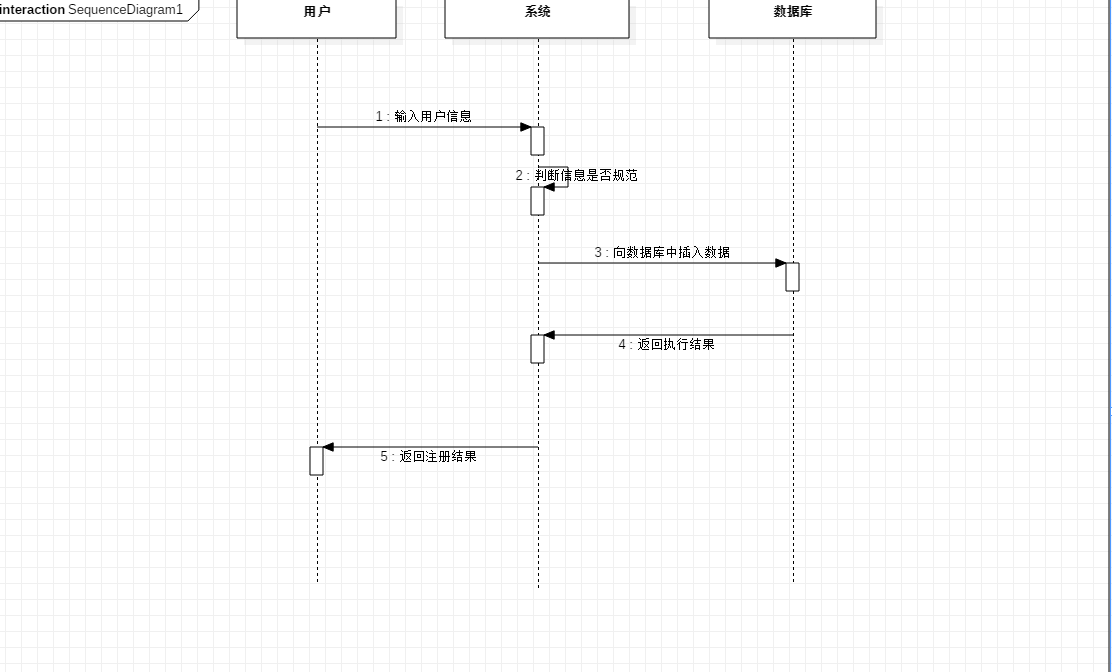 interaction SequenceDiagram1
用户
系统
数据库
1 : 输入用户信息
2 : 判断信息是否规范
3 : 向数据库中插入数据
4 : 返回执行结果
5 : 返回注册结果